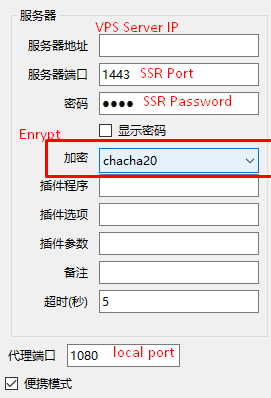 服务器
VPS Server IP
服务器地址
服务器端口 1443 SSR Port
密码 ●●●● SSR Password
Enrypt 显示密码
加密 chacha20
插件程序
插件选项
插件参数
备注
超时(秒) 5
代理端口 1080 local port
便携模式